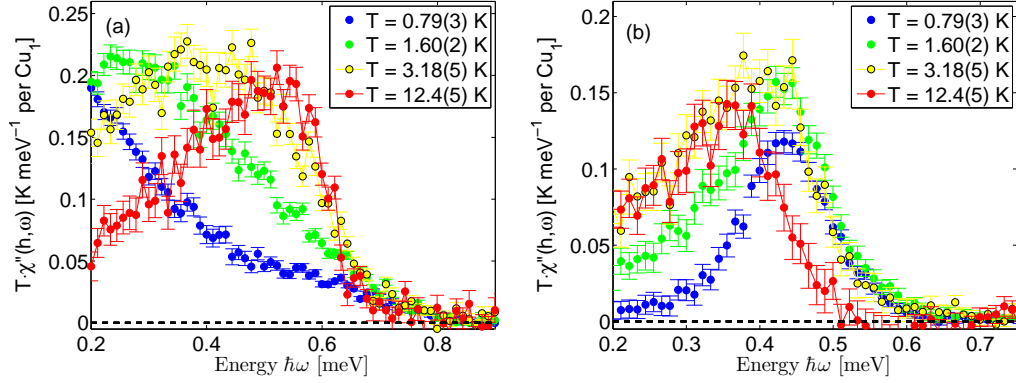 (a)
T = 0.79(3) K
T = 1.60(2) K
T = 3.18(5) K
T = 12.4(5) K
T·χ"(h,ω) [K meV⁻¹ per Cu₁]
0.25
0.2
0.15
0.1
0.05
0
0.2 0.4 0.6 0.8
Energy ħω [meV]
(b)
T = 0.79(3) K
T = 1.60(2) K
T = 3.18(5) K
T = 12.4(5) K
T·χ"(h,ω) [K meV⁻¹ per Cu₁]
0.2
0.15
0.1
0.05
0
0.2 0.3 0.4 0.5 0.6 0.7
Energy ħω [meV]